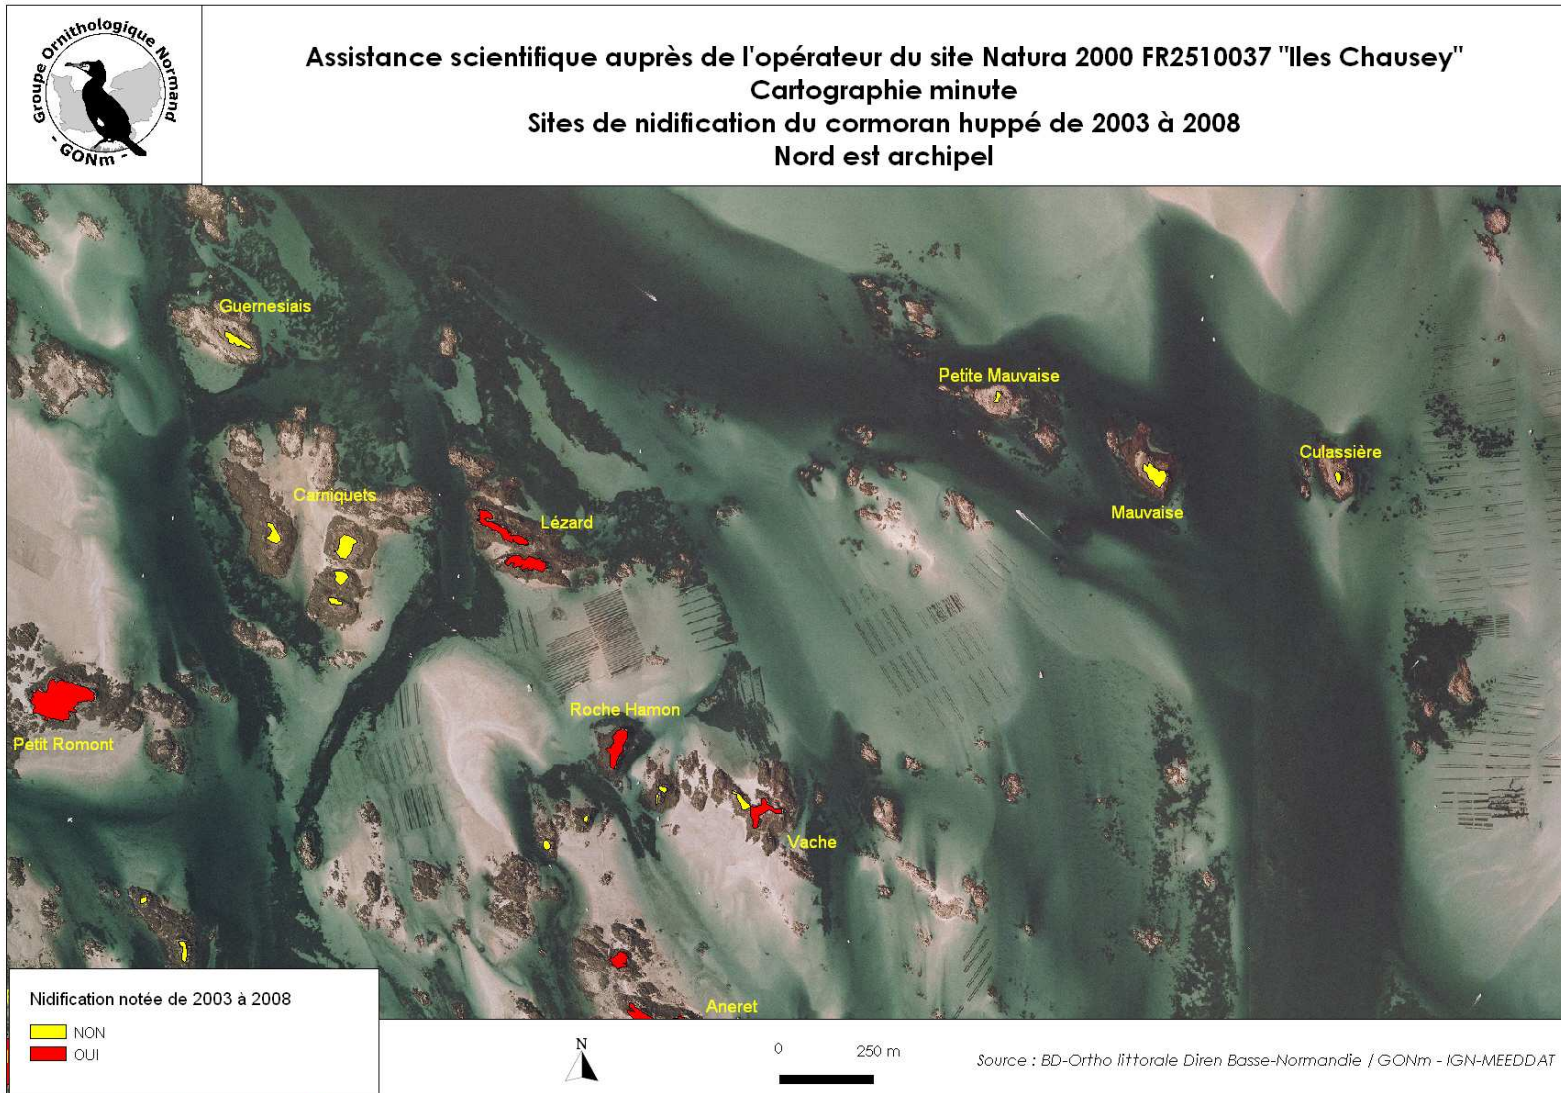 Groupe Ornithologique Normand
- GONm -
Assistance scientifique auprès de l'opérateur du site Natura 2000 FR2510037 "Iles Chausey"
Cartographie minute
Sites de nidification du cormoran huppé de 2003 à 2008
Nord est archipel
Guernesiais
Petite Mauvaise
Culassière
Carniquets
Mauvaise
Lézard
Roche Hamon
Petit Romont
Vache
Aneret
Nidification notée de 2003 à 2008
NON
OUI
N
0 250 m
Source : BD-Ortho littorale Diren Basse-Normandie / GONm - IGN-MEEDDAT